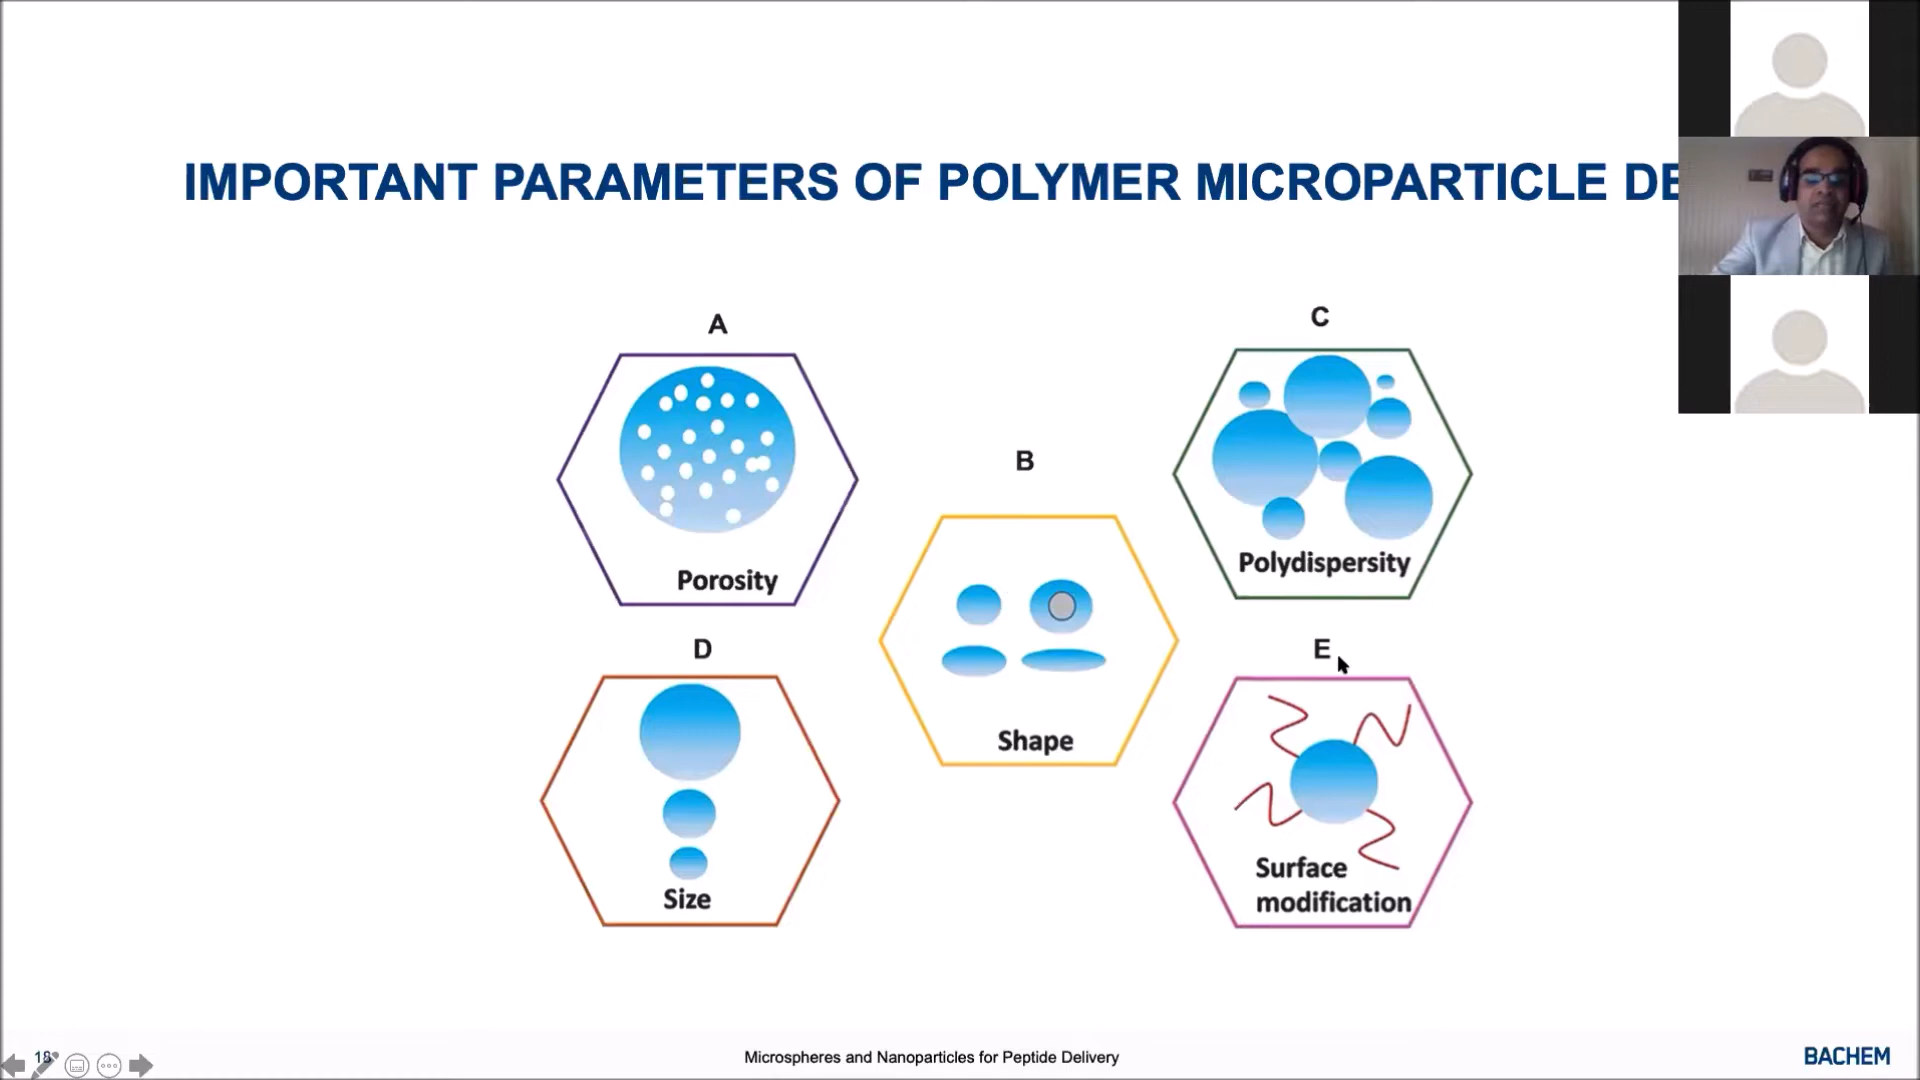 IMPORTANT PARAMETERS OF POLYMER MICROPARTICLE DE
A
C
B
Porosity
Polydispersity
D
E
Shape
Size
Surface
modification
18
Microspheres and Nanoparticles for Peptide Delivery
BACHEM